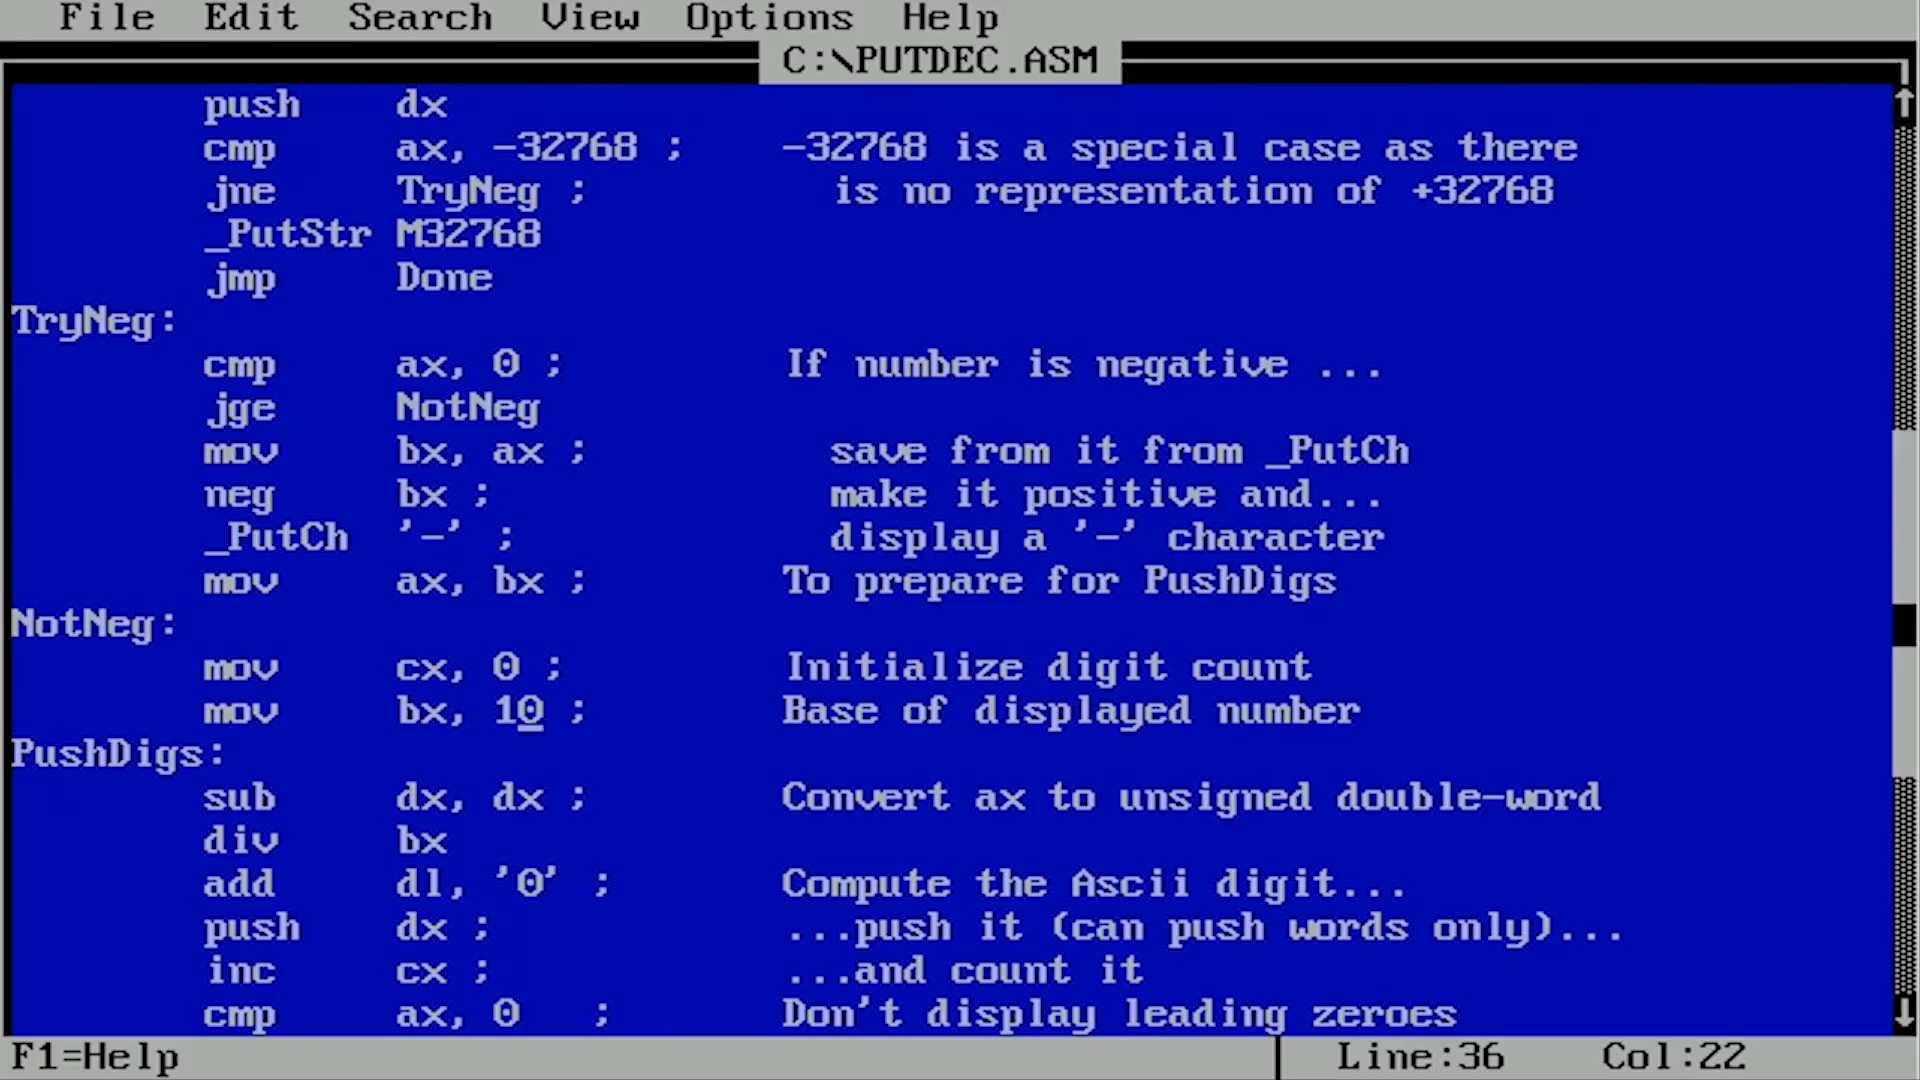 File  Edit  Search  View  Options  Help
C:\PUTDEC.ASM
push    dx
cmp     ax, -32768 ;    -32768 is a special case as there
jne     TryNeg ;          is no representation of +32768
_PutStr M32768
jmp     Done
TryNeg:
cmp     ax, 0 ;         If number is negative ...
jge     NotNeg
mov     bx, ax ;          save from it from _PutCh
neg     bx ;              make it positive and...
_PutCh  '-' ;             display a '-' character
mov     ax, bx ;        To prepare for PushDigs
NotNeg:
mov     cx, 0 ;         Initialize digit count
mov     bx, 10 ;        Base of displayed number
PushDigs:
sub     dx, dx ;        Convert ax to unsigned double-word
div     bx
add     dl, '0' ;       Compute the Ascii digit...
push    dx ;            ...push it (can push words only)...
inc     cx ;            ...and count it
cmp     ax, 0   ;       Don't display leading zeroes
F1=Help    Line:36    Col:22